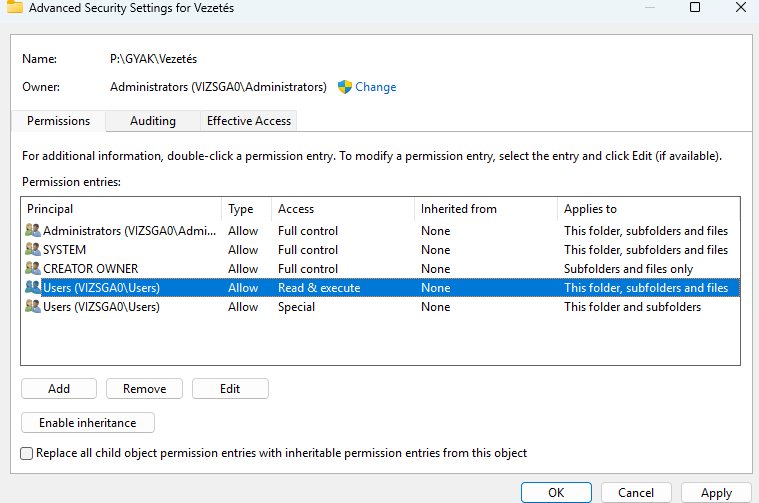 Advanced Security Settings for Vezetés
Name: P:\GYAK\Vezetés
Owner: Administrators (VIZSGA0\Administrators) Change
Permissions Auditing Effective Access
For additional information, double-click a permission entry. To modify a permission entry, select the entry and click Edit (if available).
Permission entries:
Principal Type Access Inherited from Applies to
Administrators (VIZSGA0\Admi... Allow Full control None This folder, subfolders and files
SYSTEM Allow Full control None This folder, subfolders and files
CREATOR OWNER Allow Full control None Subfolders and files only
Users (VIZSGA0\Users) Allow Read & execute None This folder, subfolders and files
Users (VIZSGA0\Users) Allow Special None This folder and subfolders
Add Remove Edit
Enable inheritance
Replace all child object permission entries with inheritable permission entries from this object
OK Cancel Apply